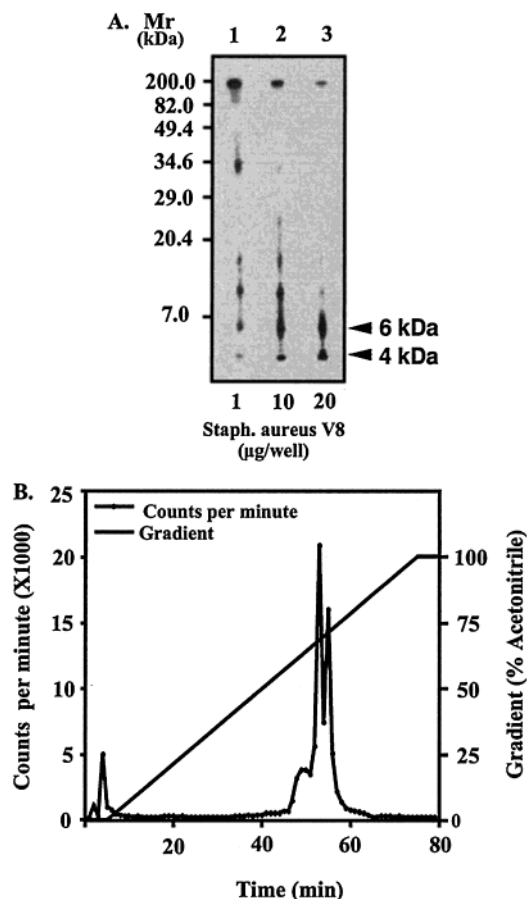 A. Mr
(kDa)
1 2 3
200.0
82.0
49.4
34.6
29.0
20.4
7.0
6 kDa
4 kDa
1 10 20
Staph. aureus V8
(µg/well)
B.
Counts per minute
Gradient
Counts per minute (X1000)
25
20
15
10
5
0
Gradient (% Acetonitrile)
100
75
50
25
0
20 40 60 80
Time (min)